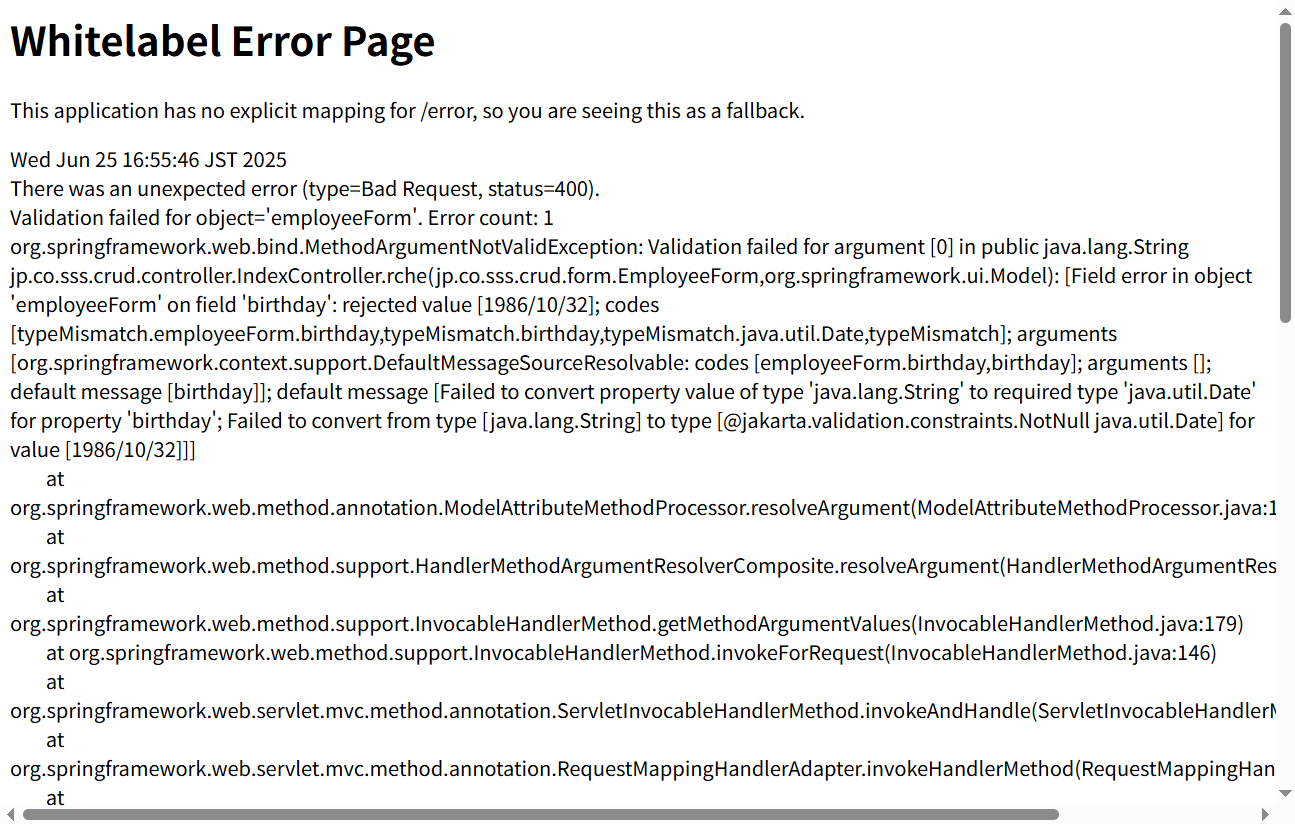 Whitelabel Error Page
This application has no explicit mapping for /error, so you are seeing this as a fallback.
Wed Jun 25 16:55:46 JST 2025
There was an unexpected error (type=Bad Request, status=400).
Validation failed for object='employeeForm'. Error count: 1
org.springframework.web.bind.MethodArgumentNotValidException: Validation failed for argument [0] in public java.lang.String
jp.co.sss.crud.controller.IndexController.rche(jp.co.sss.crud.form.EmployeeForm,org.springframework.ui.Model): [Field error in object
'employeeForm' on field 'birthday': rejected value [1986/10/32]; codes
[typeMismatch.employeeForm.birthday,typeMismatch.birthday,typeMismatch.java.util.Date,typeMismatch]; arguments
[org.springframework.context.support.DefaultMessageSourceResolvable: codes [employeeForm.birthday,birthday]; arguments [];
default message [birthday]]; default message [Failed to convert property value of type 'java.lang.String' to required type 'java.util.Date'
for property 'birthday'; Failed to convert from type [java.lang.String] to type [@jakarta.validation.constraints.NotNull java.util.Date] for
value [1986/10/32]]]
at
org.springframework.web.method.annotation.ModelAttributeMethodProcessor.resolveArgument(ModelAttributeMethodProcessor.java:1
at
org.springframework.web.method.support.HandlerMethodArgumentResolverComposite.resolveArgument(HandlerMethodArgumentRes
at
org.springframework.web.method.support.InvocableHandlerMethod.getMethodArgumentValues(InvocableHandlerMethod.java:179)
at org.springframework.web.method.support.InvocableHandlerMethod.invokeForRequest(InvocableHandlerMethod.java:146)
at
org.springframework.web.servlet.mvc.method.annotation.ServletInvocableHandlerMethod.invokeAndHandle(ServletInvocableHandlerM
at
org.springframework.web.servlet.mvc.method.annotation.RequestMappingHandlerAdapter.invokeHandlerMethod(RequestMappingHan
at